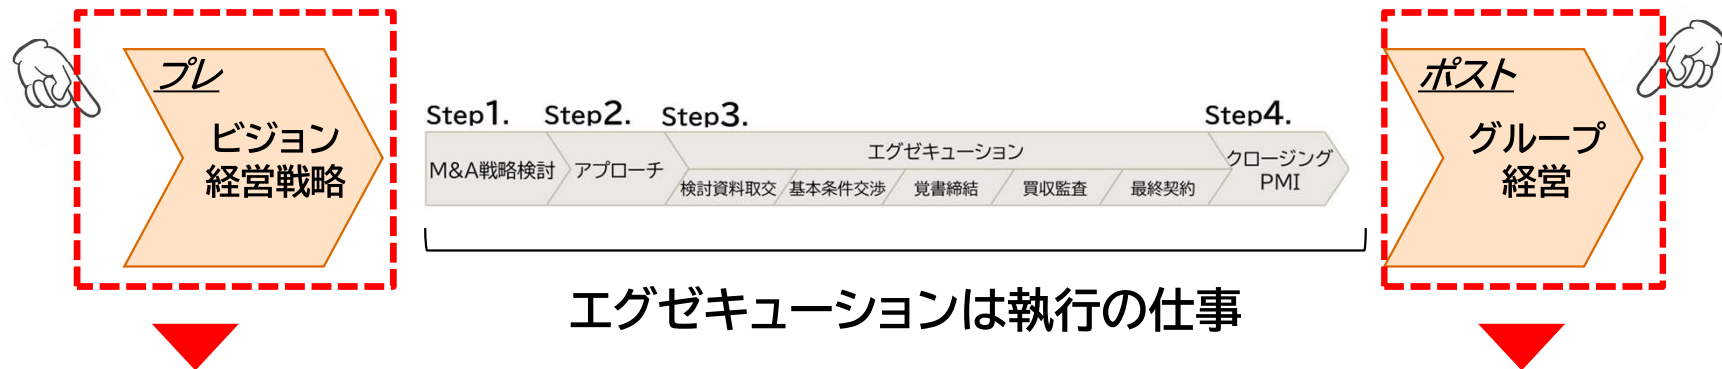 プレ
ビジョン
経営戦略
Step1.
Step2.
Step3.
Step4.
M&A戦略検討
アプローチ
エグゼキューション
検討資料取交
基本条件交渉
覚書締結
買収監査
最終契約
クロージング
PMI
ポスト
グループ
経営
エグゼキューションは執行の仕事